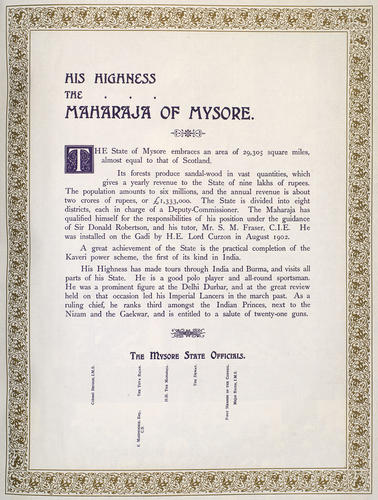 HIS HIGHNESS
THE . . .
MAHARAJA OF MYSORE.
THE State of Mysore embraces an area of 29,305 square miles,
almost equal to that of Scotland.
Its forests produce sandal-wood in vast quantities, which
gives a yearly revenue to the State of nine lakhs of rupees.
The population amounts to six millions, and the annual revenue is about
two crores of rupees, or £1,333,000. The State is divided into eight
districts, each in charge of a Deputy-Commissioner. The Maharaja has
qualified himself for the responsibilities of his position under the guidance
of Sir Donald Robertson, and his tutor, Mr. S. M. Fraser, C.I.E. He
was installed on the Gadi by H.E. Lord Curzon in August 1902.
A great achievement of the State is the practical completion of the
Kaveri power scheme, the first of its kind in India.
His Highness has made tours through India and Burma, and visits all
parts of his State. He is a good polo player and all-round sportsman.
He was a prominent figure at the Delhi Durbar, and at the great review
held on that occasion led his Imperial Lancers in the march past. As a
ruling chief, he ranks third amongst the Indian Princes, next to the
Nizam and the Gaekwar, and is entitled to a salute of twenty-one guns.
THE MYSORE STATE OFFICIALS.
Colonel I.M.S.
The Yuva Rajah.
Esq.,
C.S.
H.H. The Maharaja.
The Dewan.
First Member of the Council.
Major I.M.S.